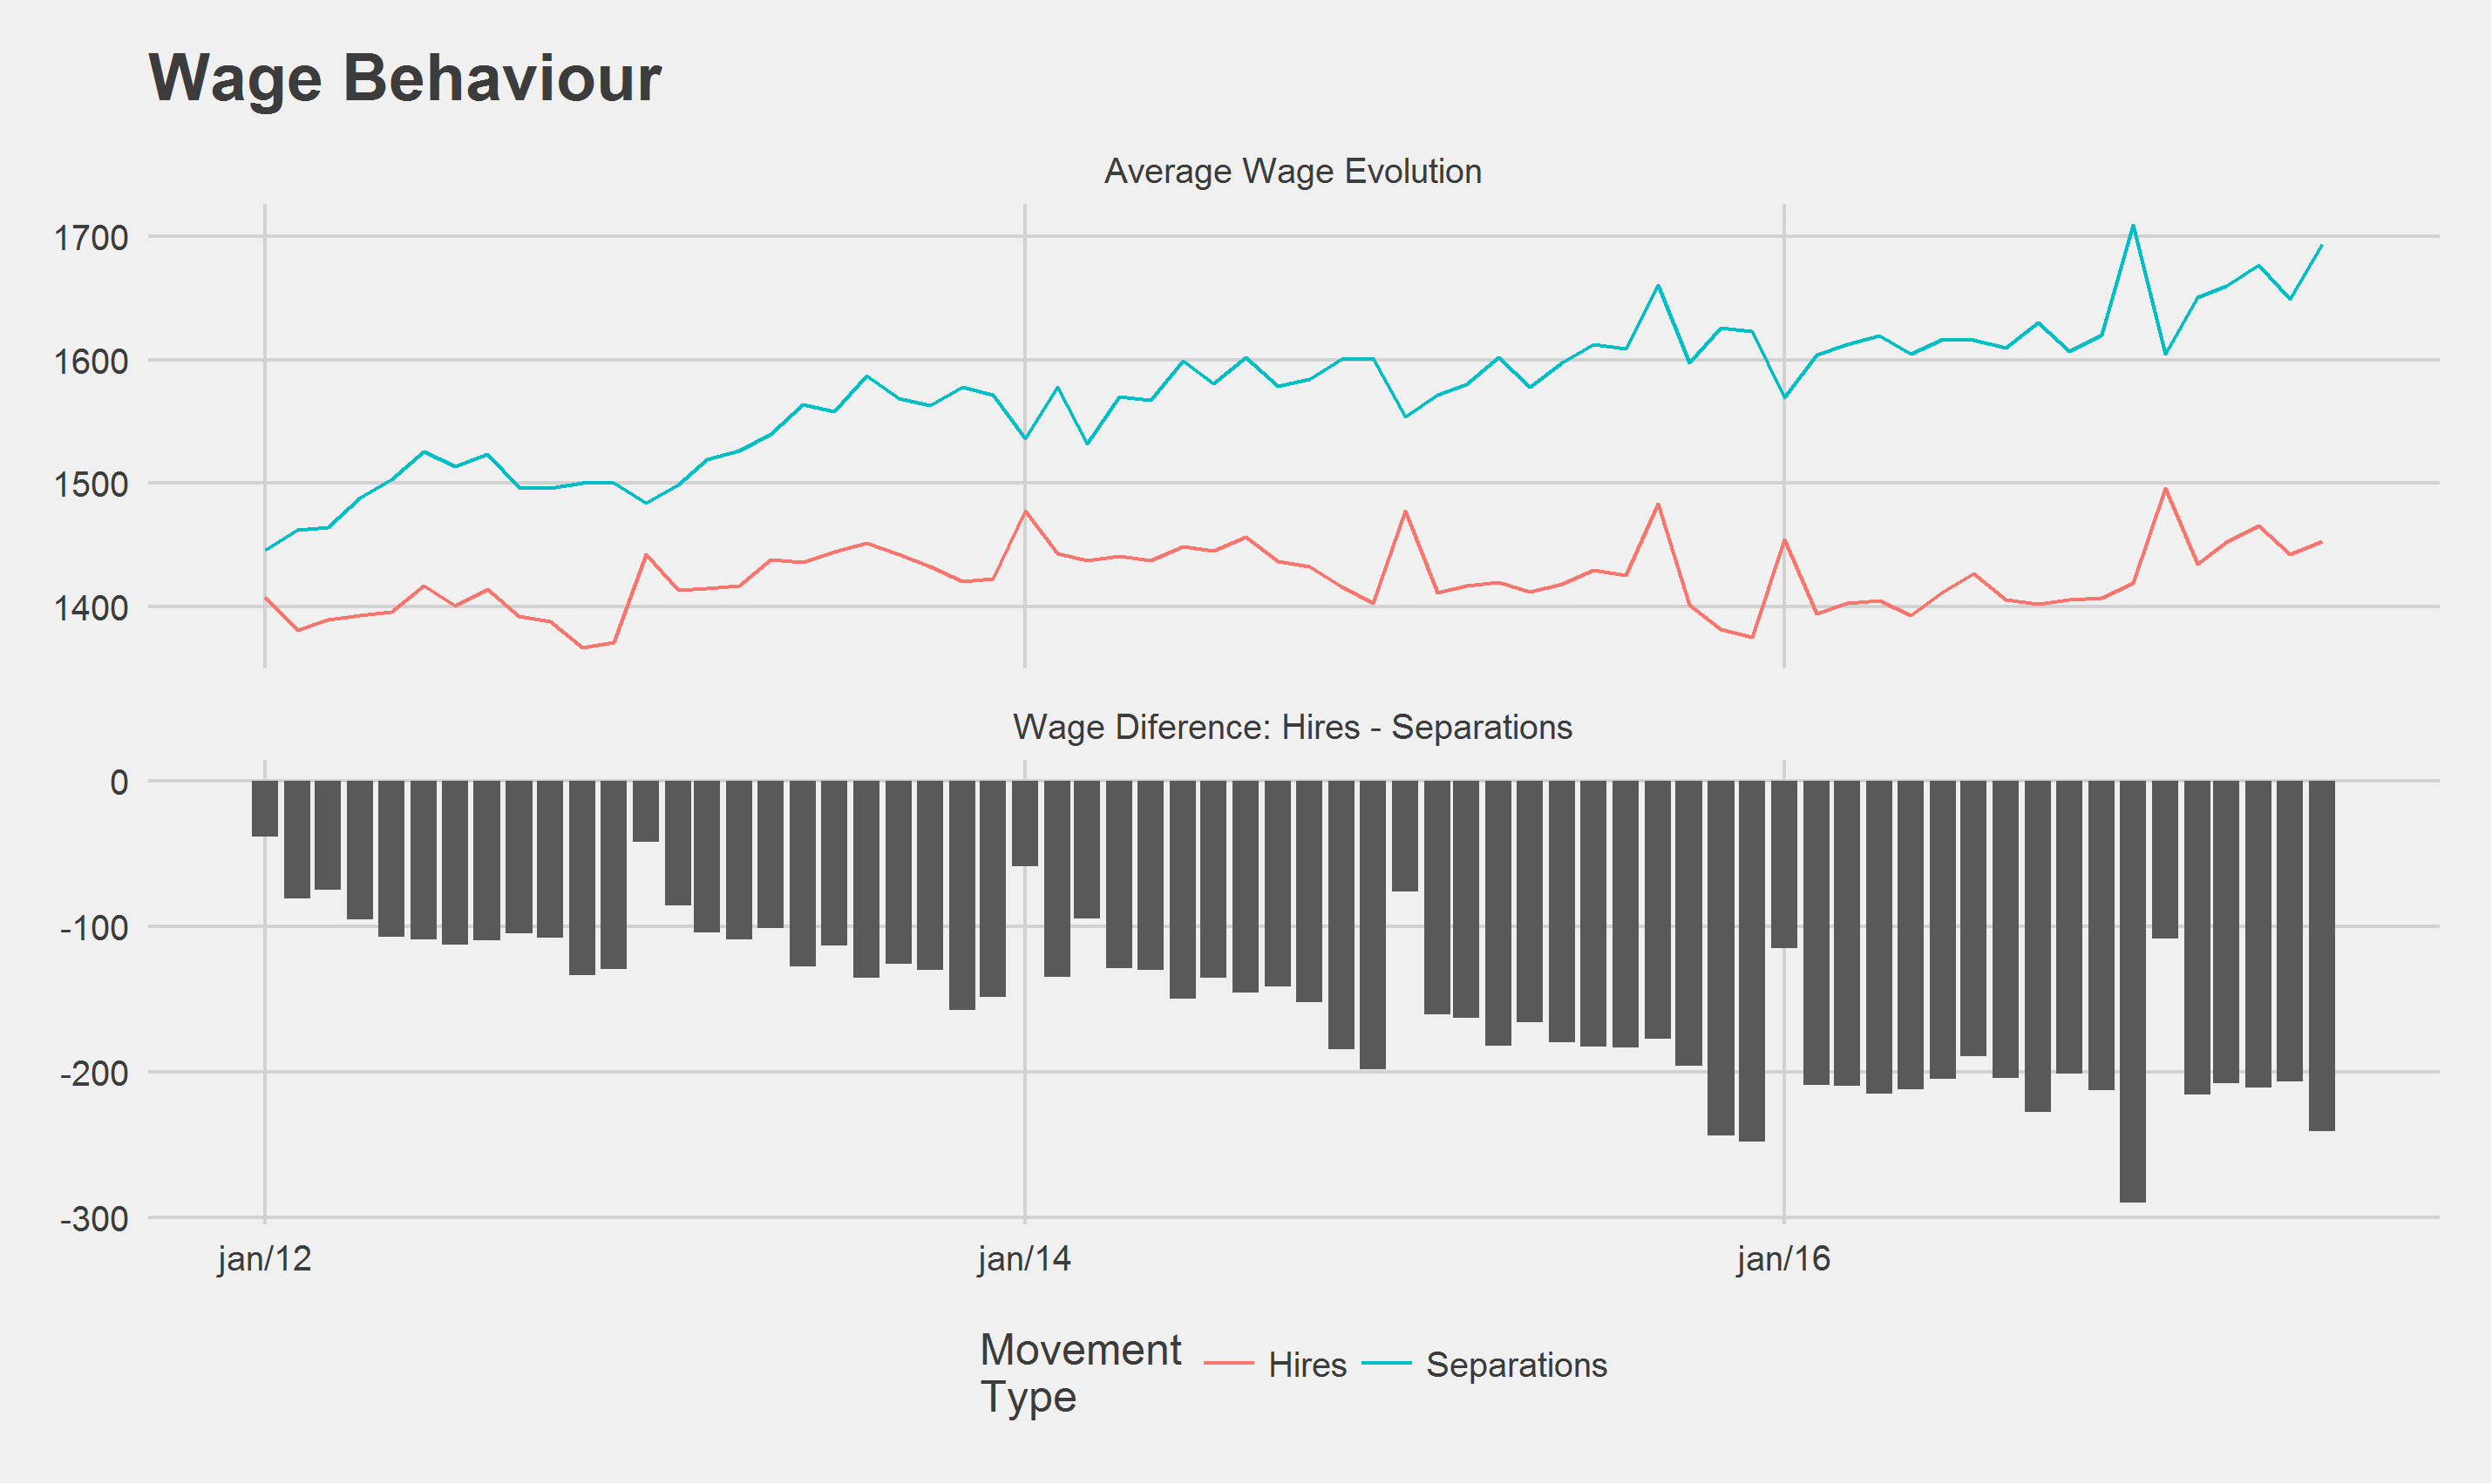 Wage Behaviour
Average Wage Evolution
1700
1600
1500
1400
Wage Diference: Hires - Separations
0
-100
-200
-300
jan/12 jan/14 jan/16
Movement
Type
Hires Separations